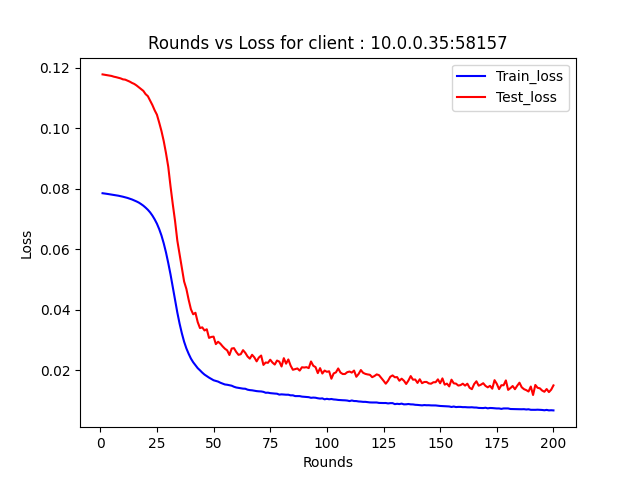 Rounds vs Loss for client : 10.0.0.35:58157
Train_loss
Test_loss
0.12
0.10
0.08
0.06
0.04
0.02
Loss
0 25 50 75 100 125 150 175 200
Rounds